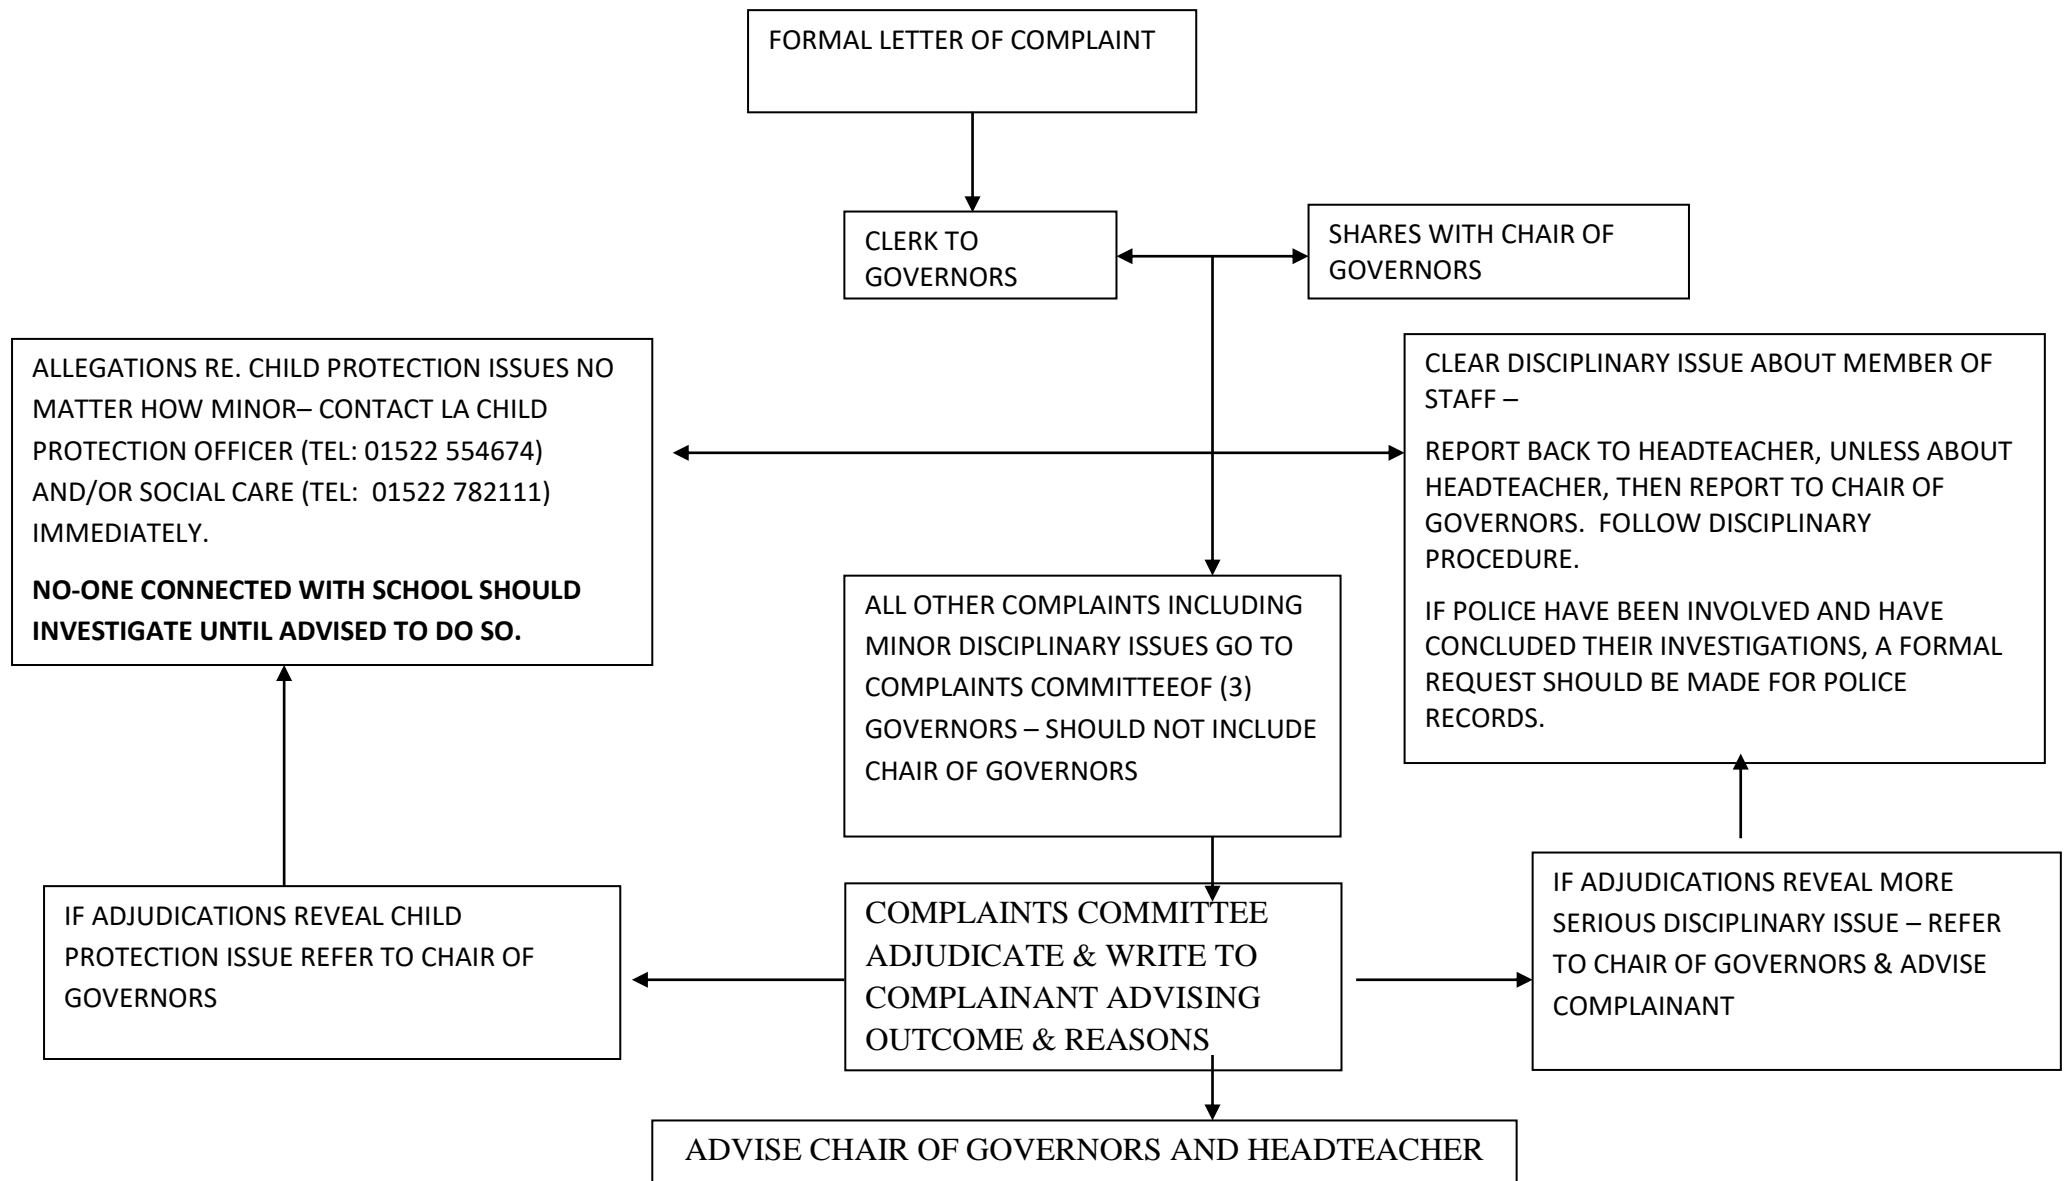 FORMAL LETTER OF COMPLAINT
CLERK TO
GOVERNORS
SHARES WITH CHAIR OF
GOVERNORS
ALLEGATIONS RE. CHILD PROTECTION ISSUES NO
MATTER HOW MINOR– CONTACT LA CHILD
PROTECTION OFFICER (TEL: 01522 554674)
AND/OR SOCIAL CARE (TEL:  01522 782111)
IMMEDIATELY.
NO-ONE CONNECTED WITH SCHOOL SHOULD
INVESTIGATE UNTIL ADVISED TO DO SO.
CLEAR DISCIPLINARY ISSUE ABOUT MEMBER OF
STAFF –
REPORT BACK TO HEADTEACHER, UNLESS ABOUT
HEADTEACHER, THEN REPORT TO CHAIR OF
GOVERNORS.  FOLLOW DISCIPLINARY
PROCEDURE.
IF POLICE HAVE BEEN INVOLVED AND HAVE
CONCLUDED THEIR INVESTIGATIONS, A FORMAL
REQUEST SHOULD BE MADE FOR POLICE
RECORDS.
ALL OTHER COMPLAINTS INCLUDING
MINOR DISCIPLINARY ISSUES GO TO
COMPLAINTS COMMITTEEOF (3)
GOVERNORS – SHOULD NOT INCLUDE
CHAIR OF GOVERNORS
IF ADJUDICATIONS REVEAL CHILD
PROTECTION ISSUE REFER TO CHAIR OF
GOVERNORS
COMPLAINTS COMMITTEE
ADJUDICATE & WRITE TO
COMPLAINANT ADVISING
OUTCOME & REASONS
IF ADJUDICATIONS REVEAL MORE
SERIOUS DISCIPLINARY ISSUE – REFER
TO CHAIR OF GOVERNORS & ADVISE
COMPLAINANT
ADVISE CHAIR OF GOVERNORS AND HEADTEACHER